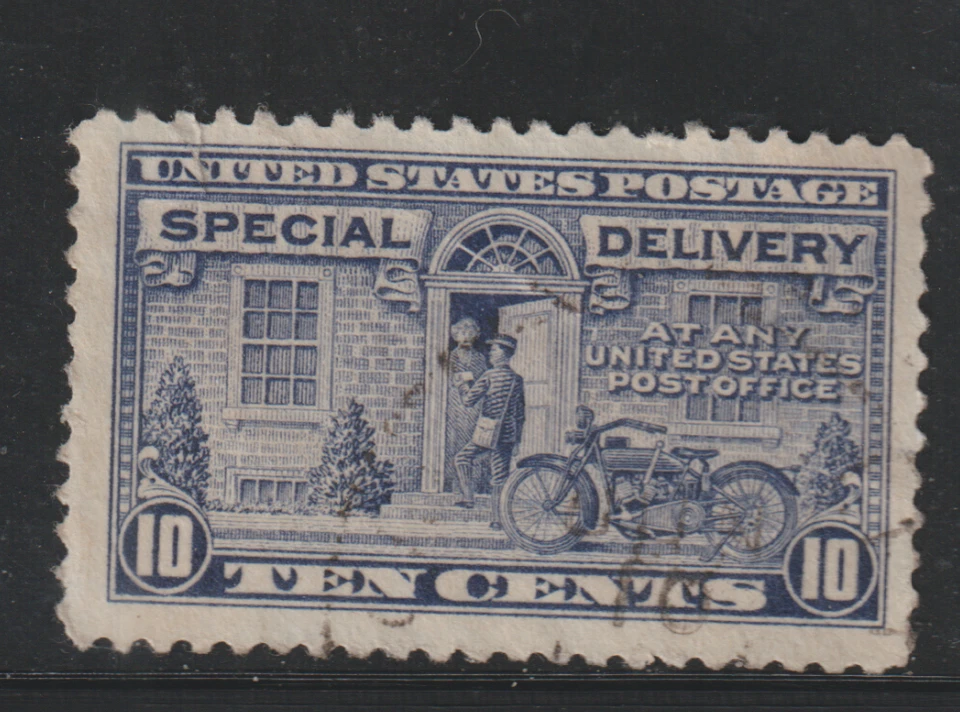 UNITED STATES POSTAGE
SPECIAL DELIVERY
AT ANY
UNITED STATES
POST OFFICE
10 10
TEN CENTS